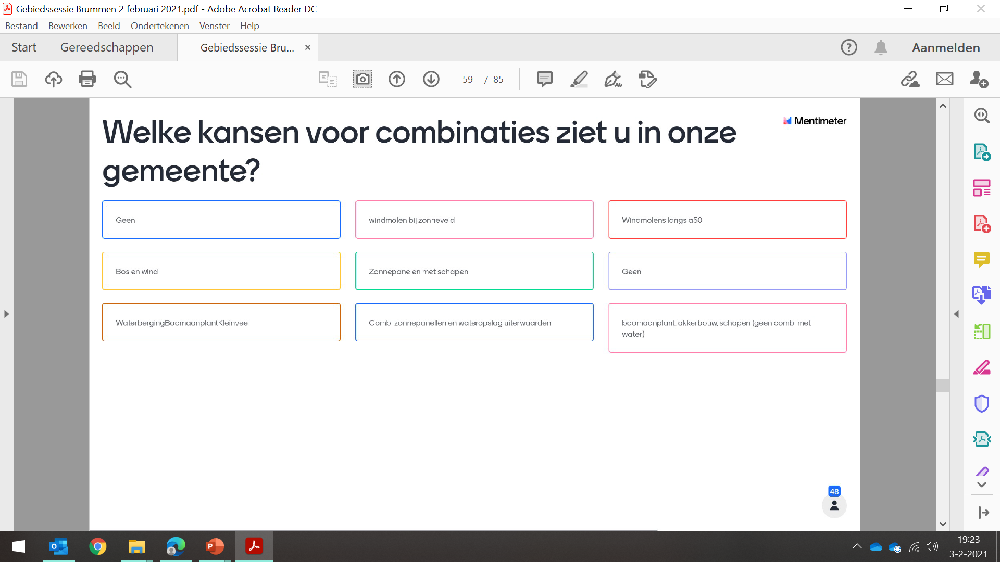 Gebiedssessie Brummen 2 februari 2021.pdf - Adobe Acrobat Reader DC
Bestand Bewerken Beeld Ondertekenen Venster Help
Start Gereedschappen Gebiedssessie Bru... × Aanmelden
59 / 85
Mentimeter
Welke kansen voor combinaties ziet u in onze
gemeente?
Geen
windmolen bij zonneveld
Windmolens langs a50
Bos en wind
Zonnepanelen met schapen
Geen
WaterbergingBoomaanplantKleinvee
Combi zonnepanellen en wateropslag uiterwaarden
boomaanplant, akkerbouw, schapen (geen combi met
water)
48
19:23
3-2-2021